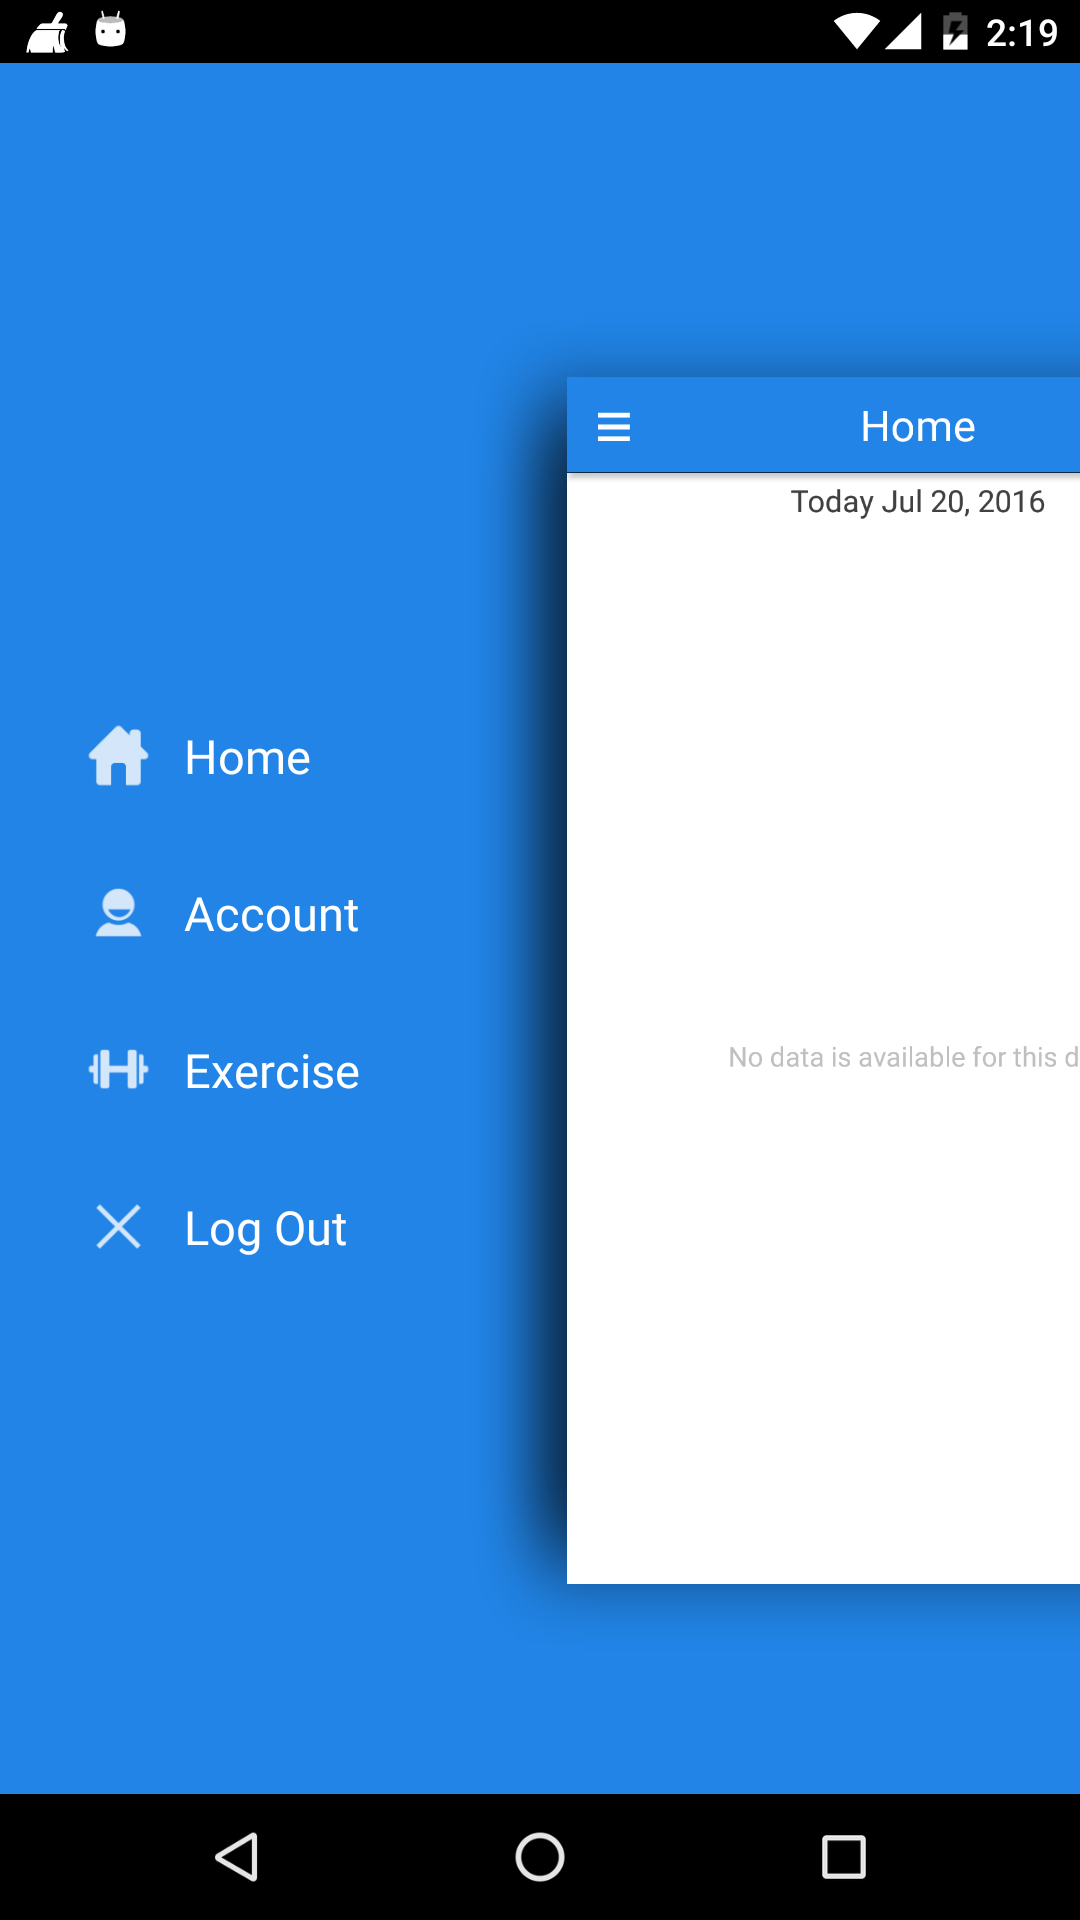 2:19
Home
Today Jul 20, 2016
No data is available for this d
Home
Account
Exercise
Log Out